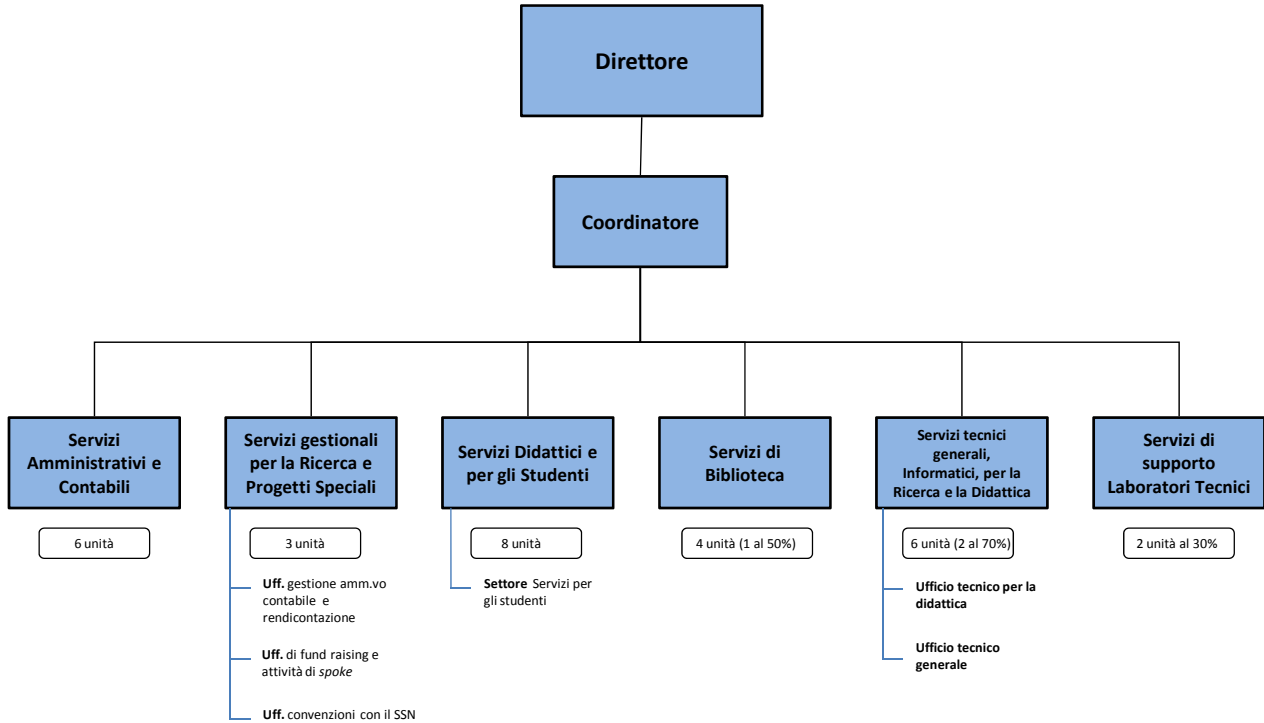 Direttore
Coordinatore
Servizi
Amministrativi e
Contabili
Servizi gestionali
per la Ricerca e
Progetti Speciali
Servizi Didattici e
per gli Studenti
Servizi di
Biblioteca
Servizi tecnici
generali,
Informatici, per la
Ricerca e la Didattica
Servizi di
supporto
Laboratori Tecnici
6 unità
3 unità
8 unità
4 unità (1 al 50%)
6 unità (2 al 70%)
2 unità al 30%
Uff. gestione amm.vo
contabile e
rendicontazione
Uff. di fund raising e
attività di spoke
Uff. convenzioni con il SSN
Settore Servizi per
gli studenti
Ufficio tecnico per la
didattica
Ufficio tecnico
generale